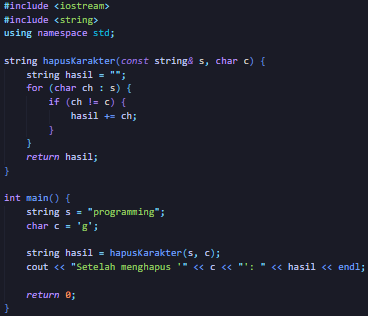 #include <iostream>
#include <string>
using namespace std;

string hapusKarakter(const string& s, char c) {
    string hasil = "";
    for (char ch : s) {
        if (ch != c) {
            hasil += ch;
        }
    }
    return hasil;
}

int main() {
    string s = "programming";
    char c = 'g';

    string hasil = hapusKarakter(s, c);
    cout << "Setelah menghapus '" << c << "': " << hasil << endl;

    return 0;
}